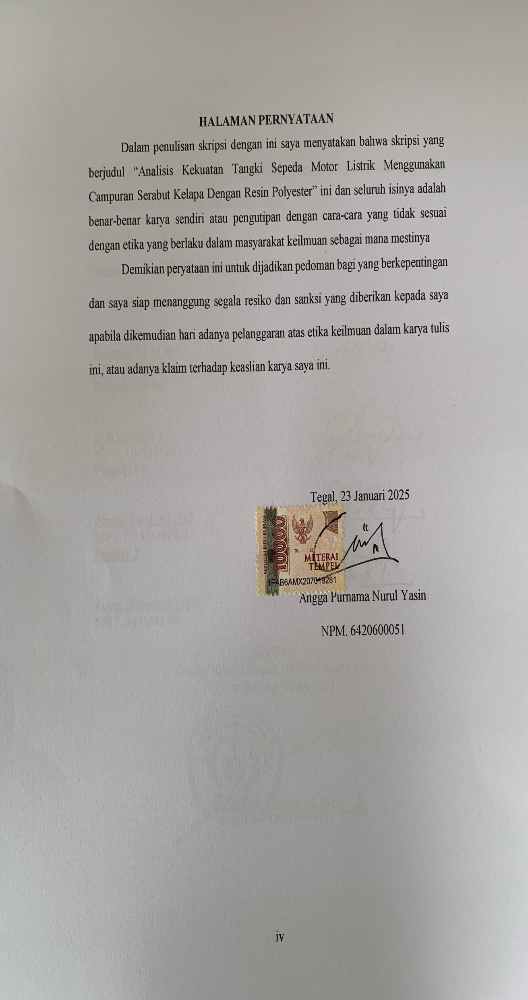 HALAMAN PERNYATAAN
Dalam penulisan skripsi dengan ini saya menyatakan bahwa skripsi yang
berjudul “Analisis Kekuatan Tangki Sepeda Motor Listrik Menggunakan
Campuran Serabut Kelapa Dengan Resin Polyester” ini dan seluruh isinya adalah
benar-benar karya sendiri atau pengutipan dengan cara-cara yang tidak sesuai
dengan etika yang berlaku dalam masyarakat keilmuan sebagai mana mestinya
Demikian peryataan ini untuk dijadikan pedoman bagi yang berkepentingan
dan saya siap menanggung segala resiko dan sanksi yang diberikan kepada saya
apabila dikemudian hari adanya pelanggaran atas etika keilmuan dalam karya tulis
ini, atau adanya klaim terhadap keaslian karya saya ini.
Tegal, 23 Januari 2025
SEPULUH RIBU RUPIAH
10000
TGL. 20
METERAI
TEMPEL
1FAB6AMX207019281
Angga Purnama Nurul Yasin
NPM. 6420600051
iv